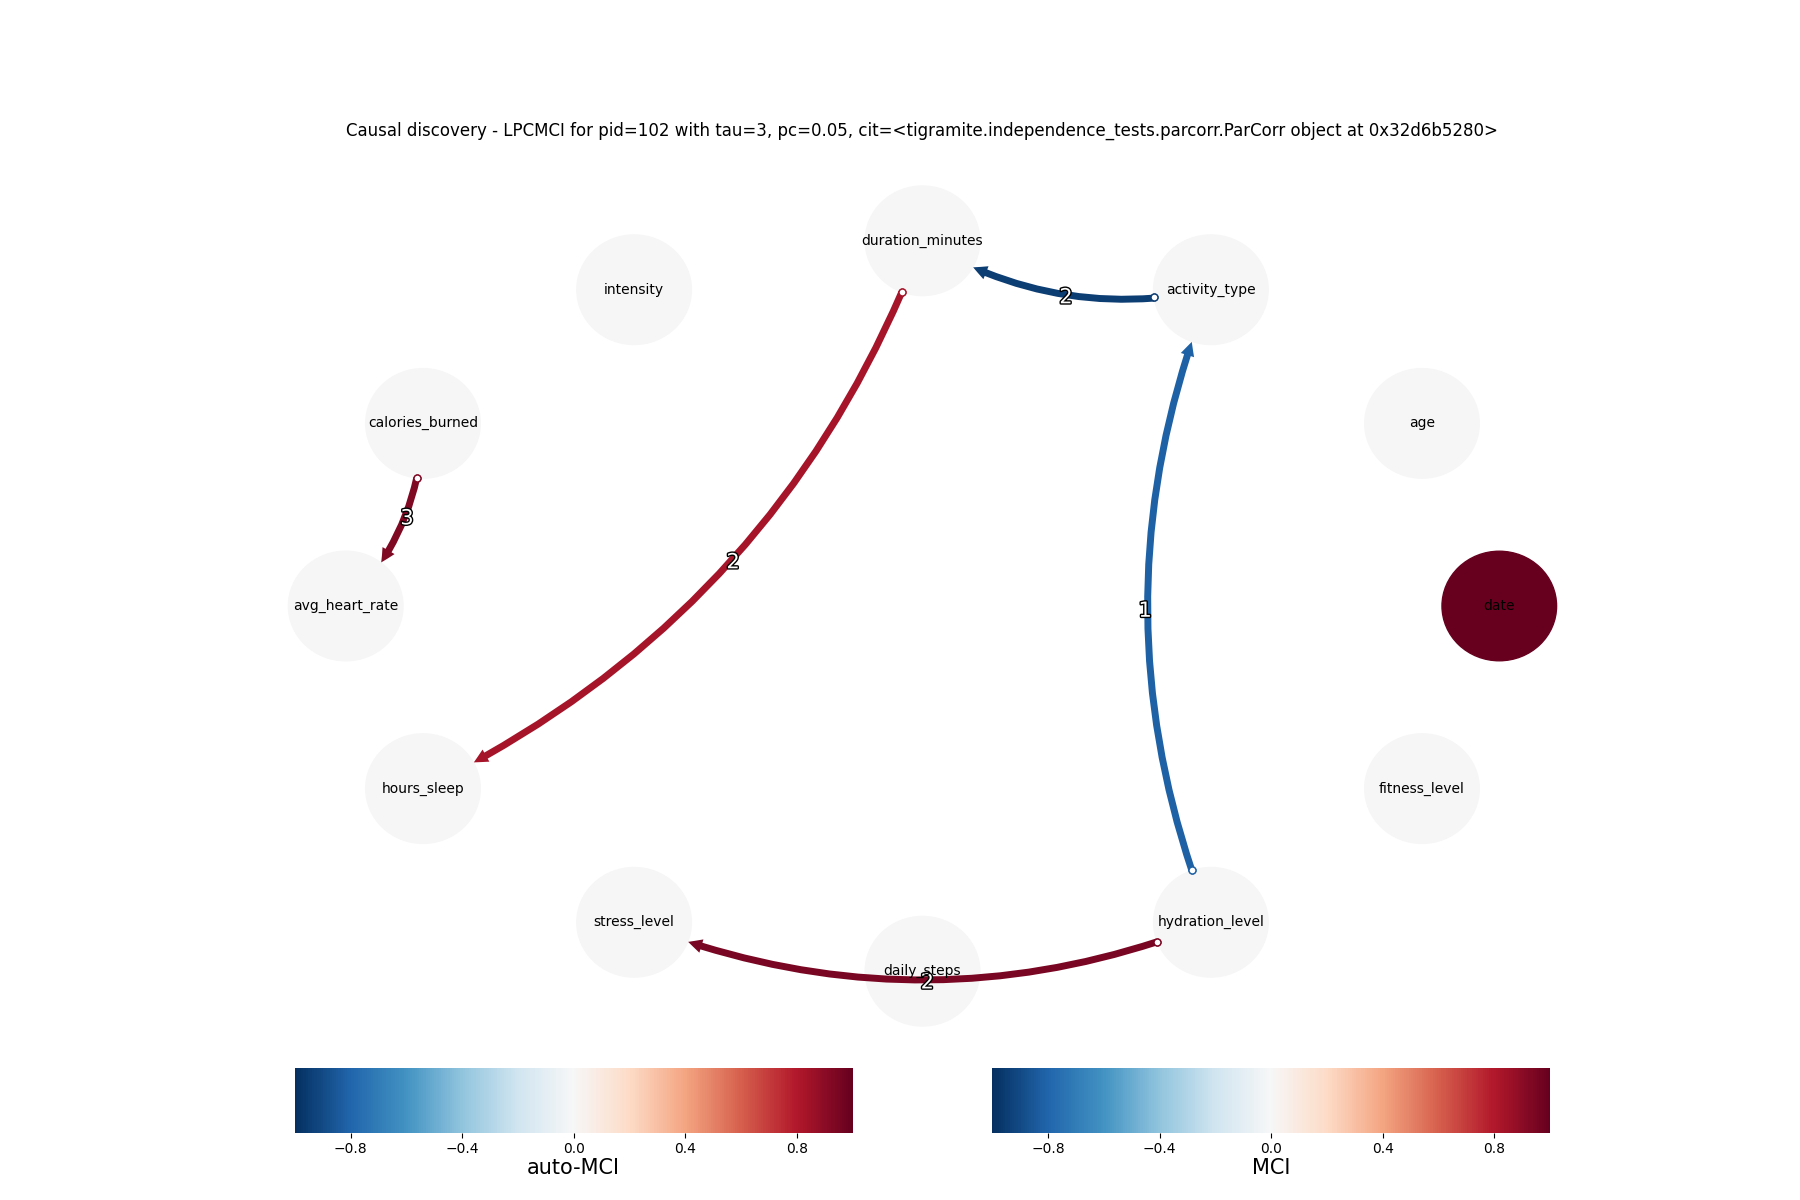 Causal discovery - LPCMCI for pid=102 with tau=3, pc=0.05, cit=<tigramite.independence_tests.parcorr.ParCorr object at 0x32d6b5280>
duration_minutes
intensity
activity_type
2
calories_burned
age
3
2
avg_heart_rate
1
date
hours_sleep
fitness_level
stress_level
hydration_level
daily_steps
2
−0.8 −0.4 0.0 0.4 0.8
auto-MCI
−0.8 −0.4 0.0 0.4 0.8
MCI